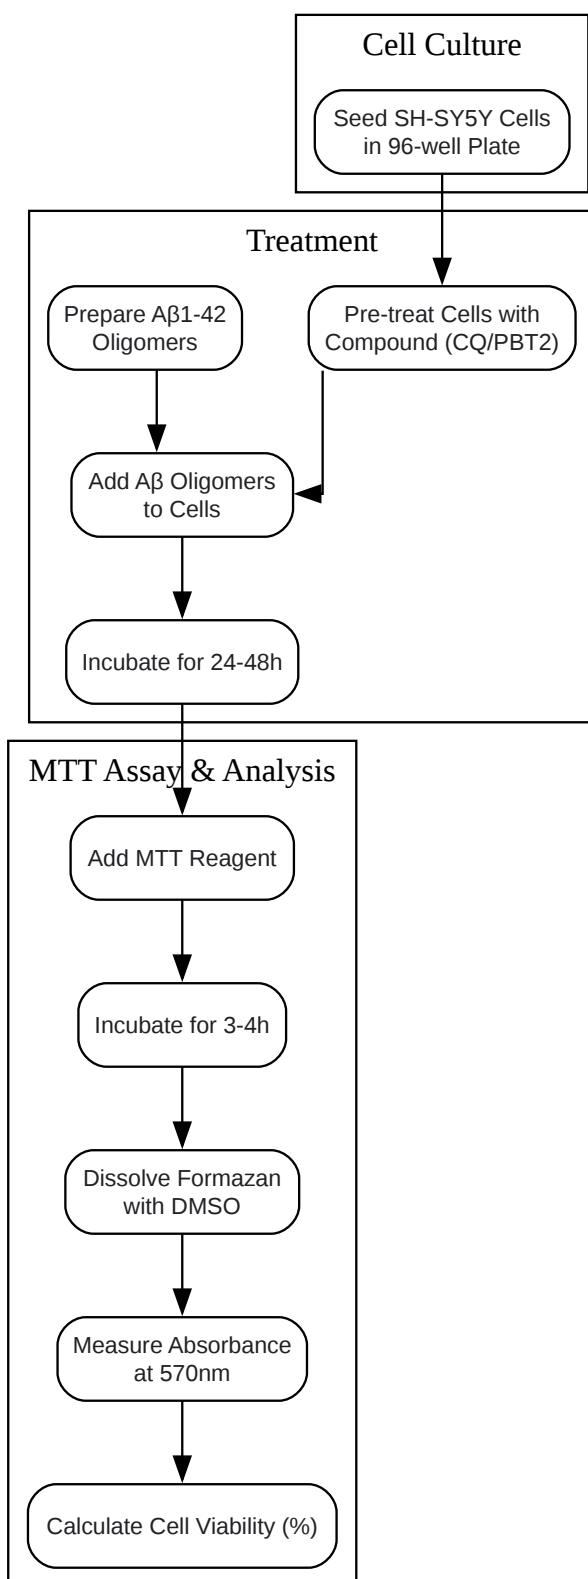 Cell Culture
Seed SH-SY5Y Cells
in 96-well Plate
Treatment
Prepare Aβ1-42
Oligomers
Pre-treat Cells with
Compound (CQ/PBT2)
Add Aβ Oligomers
to Cells
Incubate for 24-48h
MTT Assay & Analysis
Add MTT Reagent
Incubate for 3-4h
Dissolve Formazan
with DMSO
Measure Absorbance
at 570nm
Calculate Cell Viability (%)